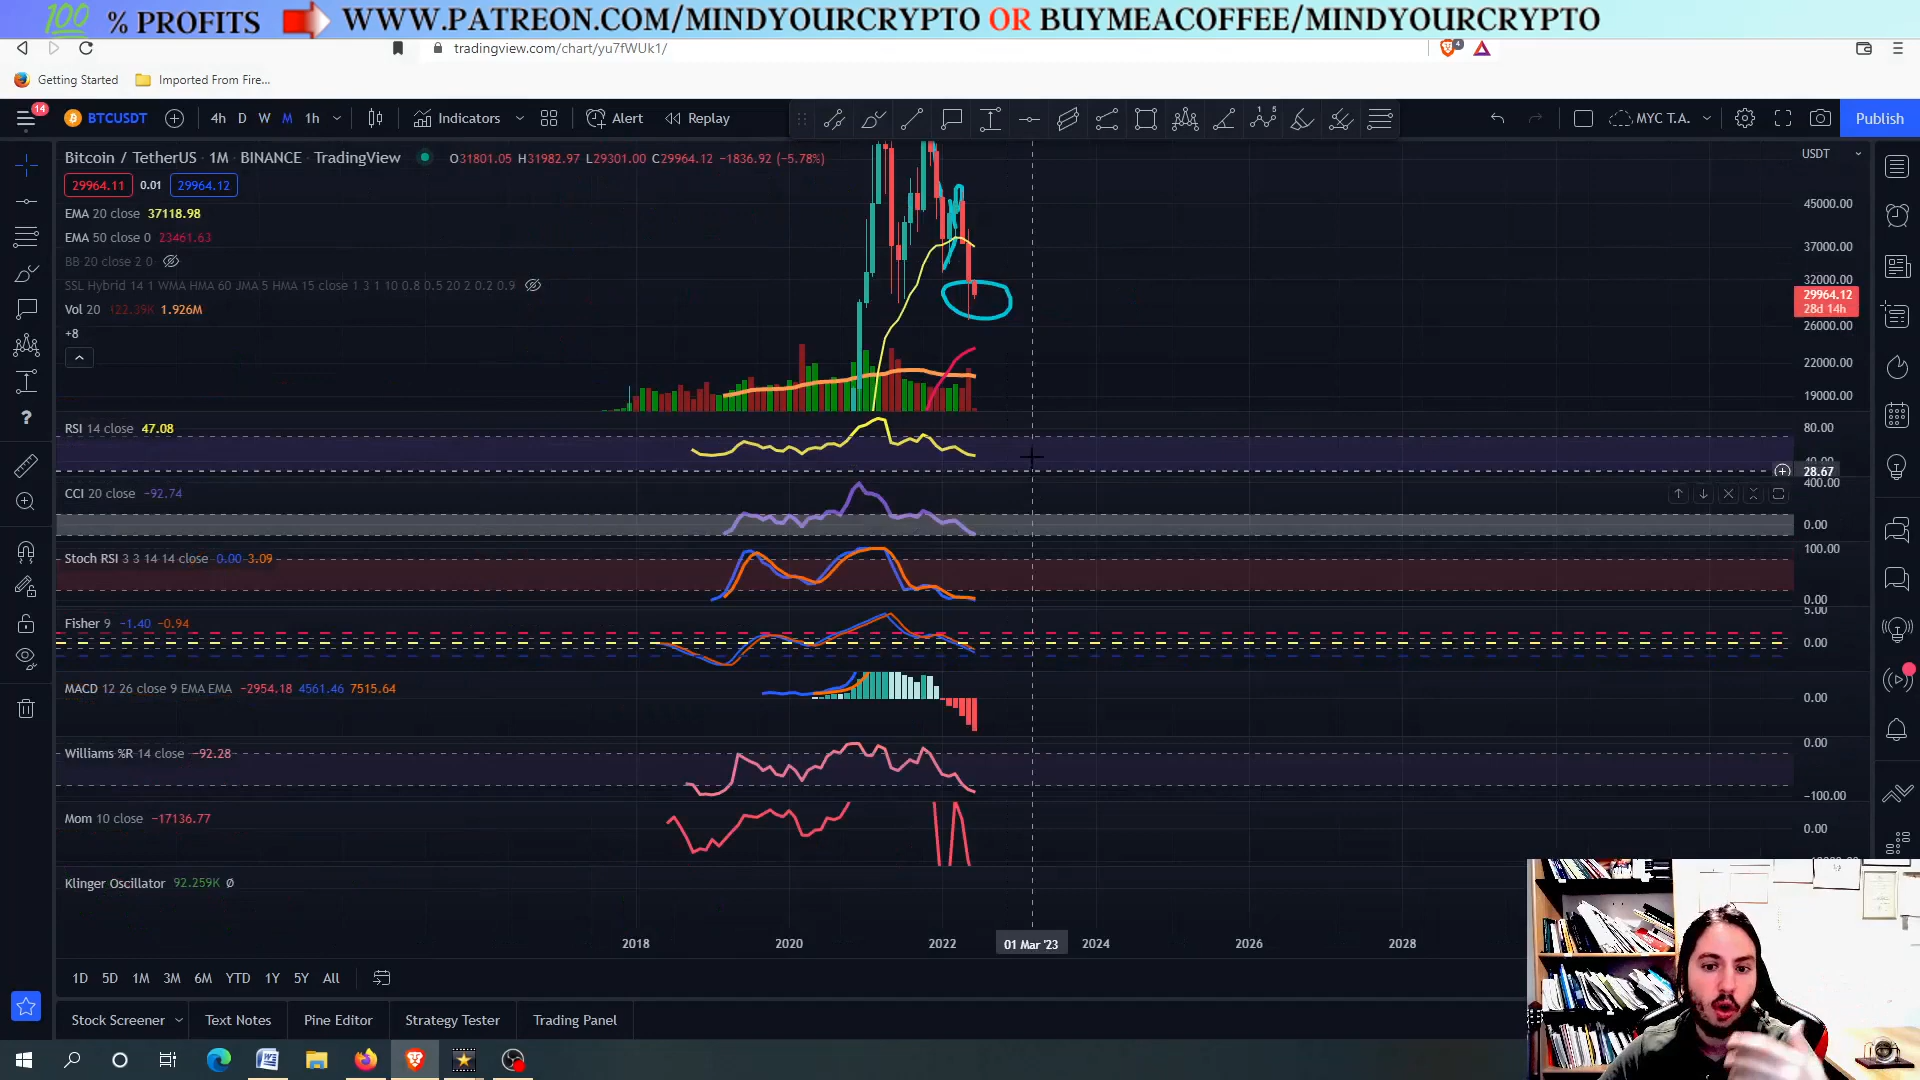 100 % PROFITS WWW.PATREON.COM/MINDYOURCRYPTO OR BUYMEACOFFEE/MINDYOURCRYPTO
tradingview.com/chart/yu7fWUk1/ 4
Getting Started Imported From Fire...
14 BTCUSDT 4h D W M 1h Indicators Alert Replay MYC T.A. Publish
Bitcoin / TetherUS · 1M · BINANCE · TradingView O31801.05 H31982.97 L29301.00 C29964.12 −1836.92 (−5.78%) USDT
29964.11 0.01 29964.12
EMA 20 close 37118.98
EMA 50 close 0 23461.63
BB 20 close 2 0
SSL Hybrid 14 1 WMA HMA 60 JMA 5 HMA 15 close 1 3 1 10 0.8 0.5 20 2 0.2 0.9
Vol 20 122.39K 1.926M
+8
45000.00
37000.00
32000.00
29964.12
28d 14h
26000.00
22000.00
19000.00
RSI 14 close 47.08 80.00
28.67
CCI 20 close −92.74 400.00
0.00
Stoch RSI 3 3 14 14 close 0.00 3.09 100.00
0.00
Fisher 9 −1.40 −0.94 5.00
0.00
MACD 12 26 close 9 EMA EMA −2954.18 4561.46 7515.64 0.00
Williams %R 14 close −92.28 0.00
−100.00
Mom 10 close −17136.77 0.00
Klinger Oscillator 92.259K Ø
2018 2020 2022 01 Mar '23 2024 2026 2028
1D 5D 1M 3M 6M YTD 1Y 5Y All
Stock Screener Text Notes Pine Editor Strategy Tester Trading Panel